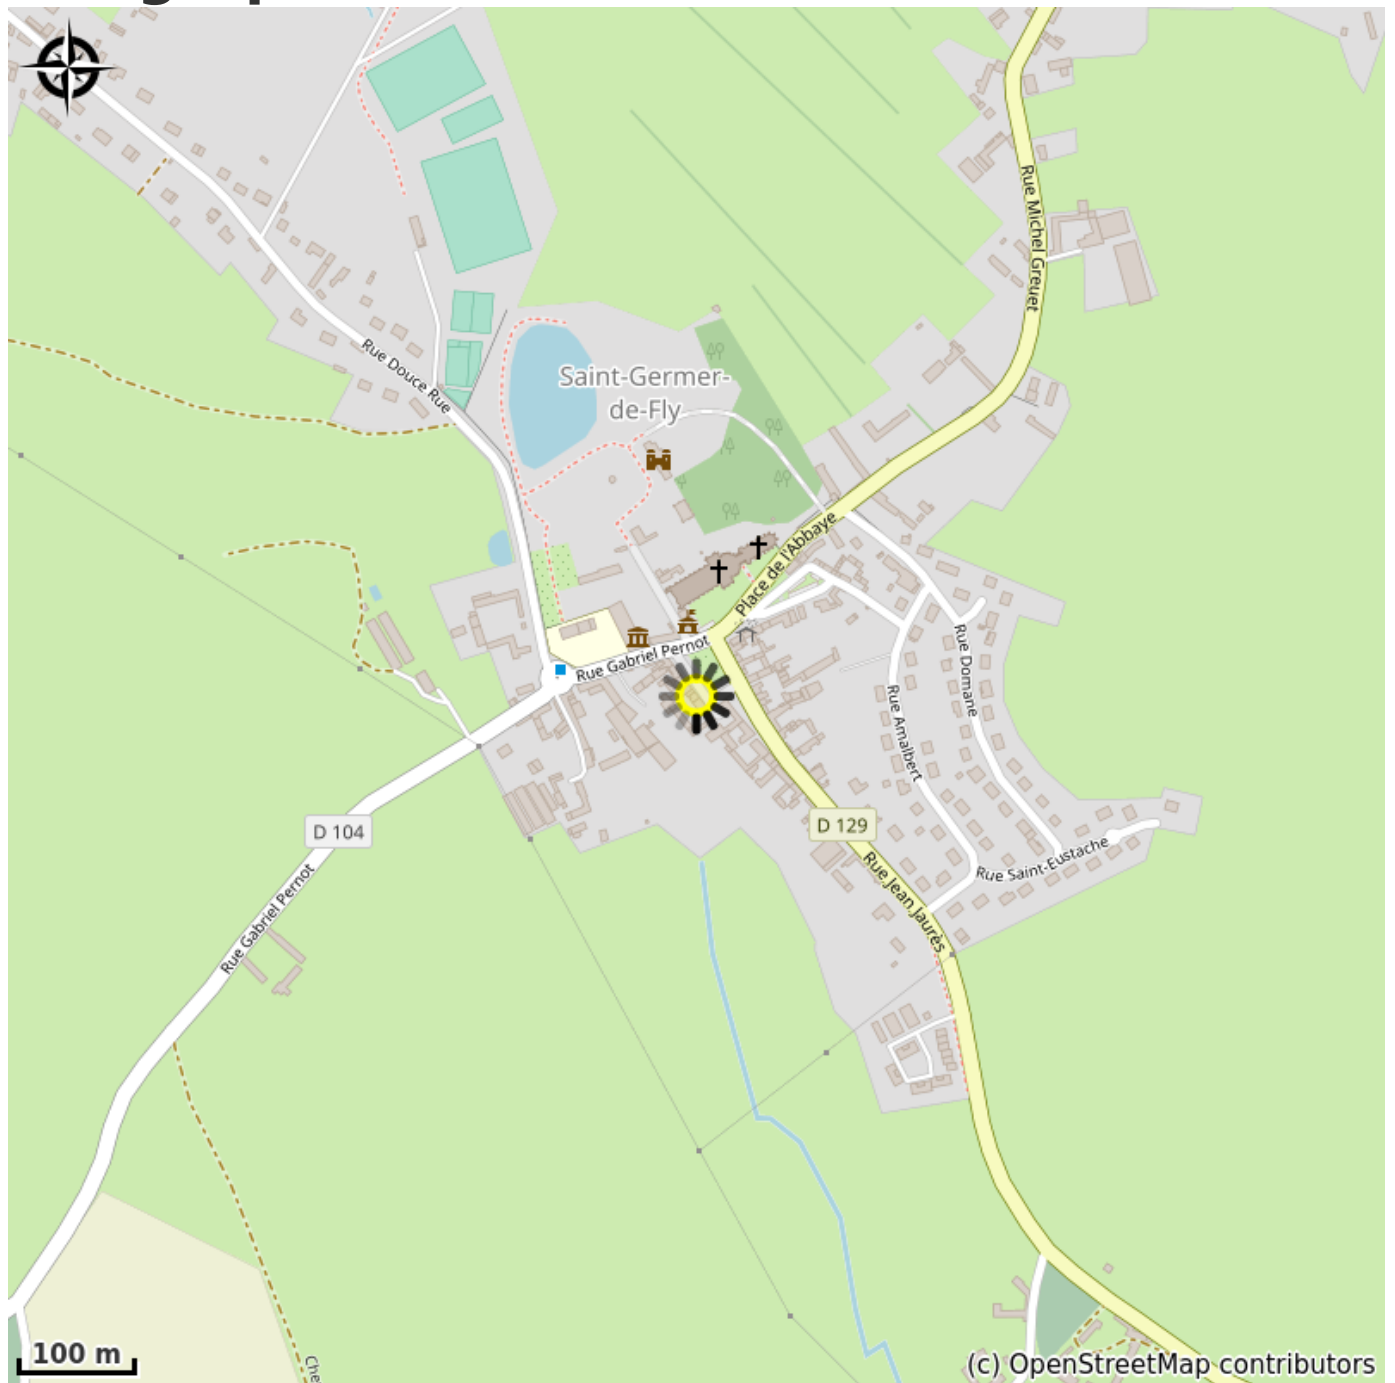 Rue Michel Greuet
Rue Douce Rue
Saint-Germer-
de-Fly
Place de l'Abbaye
Rue Gabriel Pernot
Rue Domane
Rue Amalbert
D 129
D 104
Rue Saint-Eustache
Rue Jean Jaurès
Rue Gabriel Pernot
100 m
Che
(c) OpenStreetMap contributors